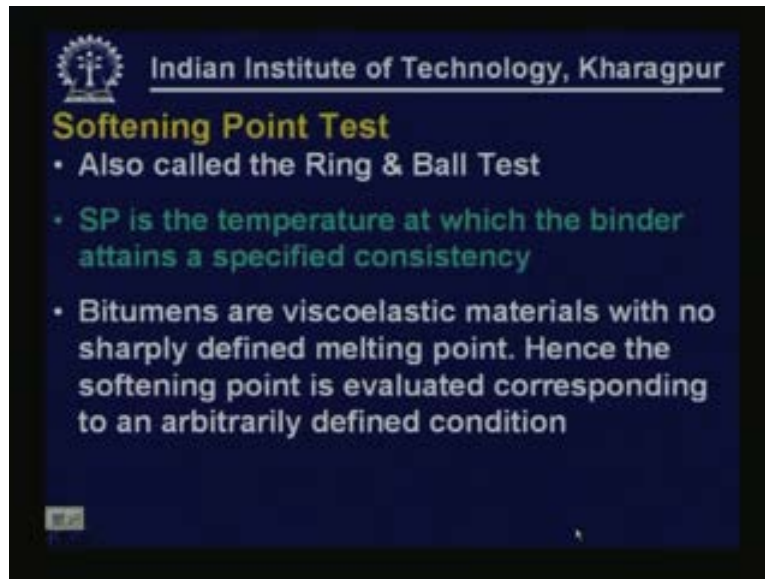 Indian Institute of Technology, Kharagpur
Softening Point Test
• Also called the Ring & Ball Test
• SP is the temperature at which the binder
attains a specified consistency
• Bitumens are viscoelastic materials with no
sharply defined melting point. Hence the
softening point is evaluated corresponding
to an arbitrarily defined condition